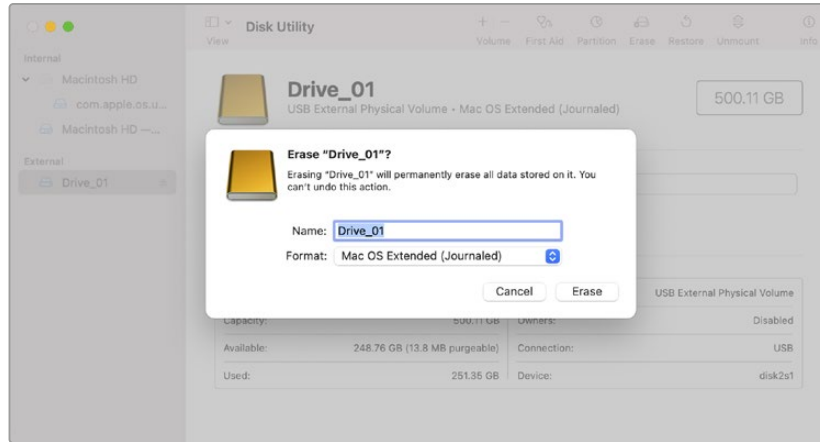 Disk Utility
View
Volume First Aid Partition Erase Restore Unmount Info
Internal
Macintosh HD
com.apple.os.u...
Macintosh HD —...
External
Drive_01
Drive_01
USB External Physical Volume • Mac OS Extended (Journaled)
500.11 GB
Erase “Drive_01”?
Erasing “Drive_01” will permanently erase all data stored on it. You
can't undo this action.
Name: Drive_01
Format: Mac OS Extended (Journaled)
Cancel Erase
USB External Physical Volume
Capacity: 500.11 GB Owners: Disabled
Available: 248.76 GB (13.8 MB purgeable) Connection: USB
Used: 251.35 GB Device: disk2s1